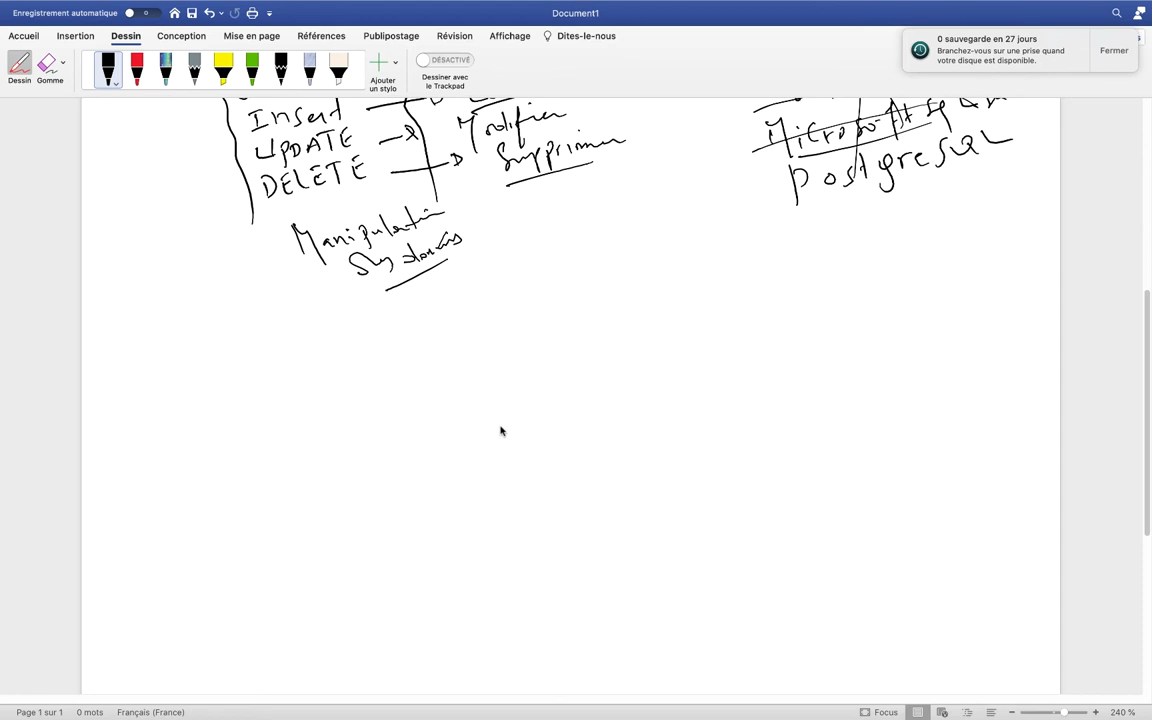 Enregistrement automatique
Document1
Accueil Insertion Dessin Conception Mise en page Références Publipostage Révision Affichage Dites-le-nous
0 sauvegarde en 27 jours
Branchez-vous sur une prise quand
votre disque est disponible.
Fermer
Dessin
Gomme
Ajouter
un stylo
DÉSACTIVÉ
Dessiner avec
le Trackpad
Insert
UPDATE
DELETE
Modifier
Supprimer
Manipulation
Microsoft
PostgreSQL
Page 1 sur 1
0 mots
Français (France)
Focus
240 %